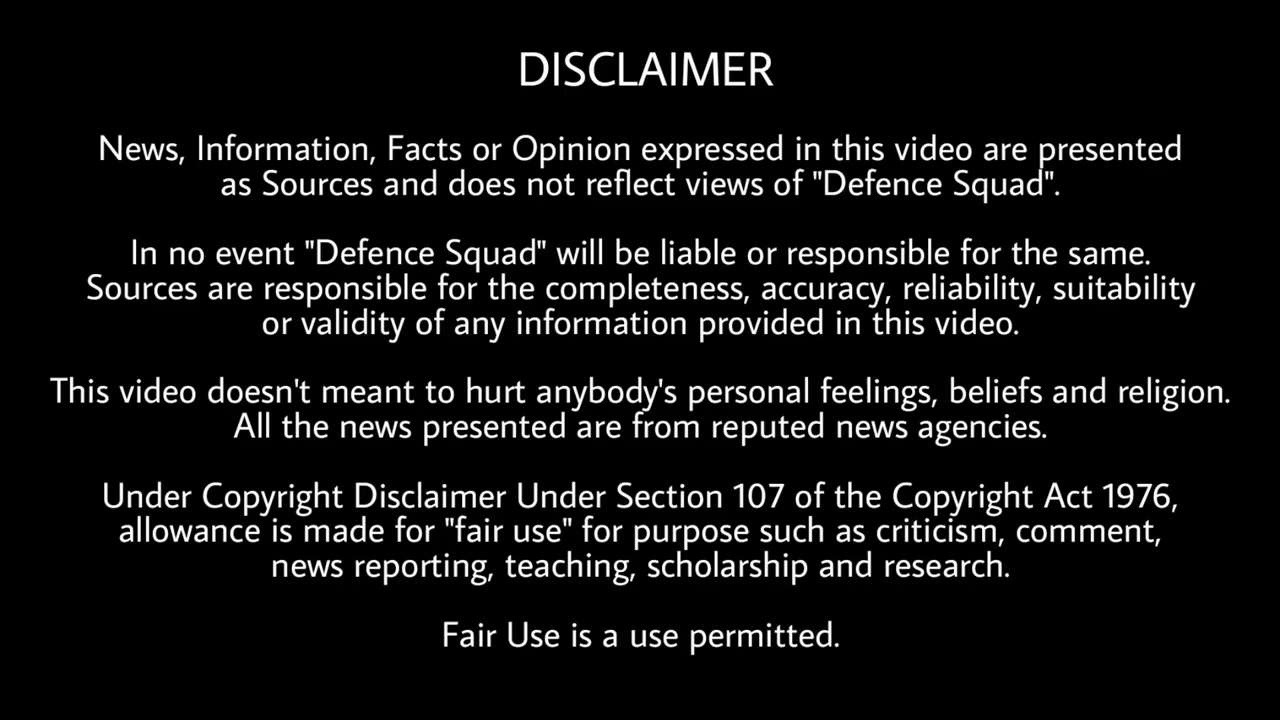 DISCLAIMER
News, Information, Facts or Opinion expressed in this video are presented
as Sources and does not reflect views of "Defence Squad".
In no event "Defence Squad" will be liable or responsible for the same.
Sources are responsible for the completeness, accuracy, reliability, suitability
or validity of any information provided in this video.
This video doesn't meant to hurt anybody's personal feelings, beliefs and religion.
All the news presented are from reputed news agencies.
Under Copyright Disclaimer Under Section 107 of the Copyright Act 1976,
allowance is made for "fair use" for purpose such as criticism, comment,
news reporting, teaching, scholarship and research.
Fair Use is a use permitted.